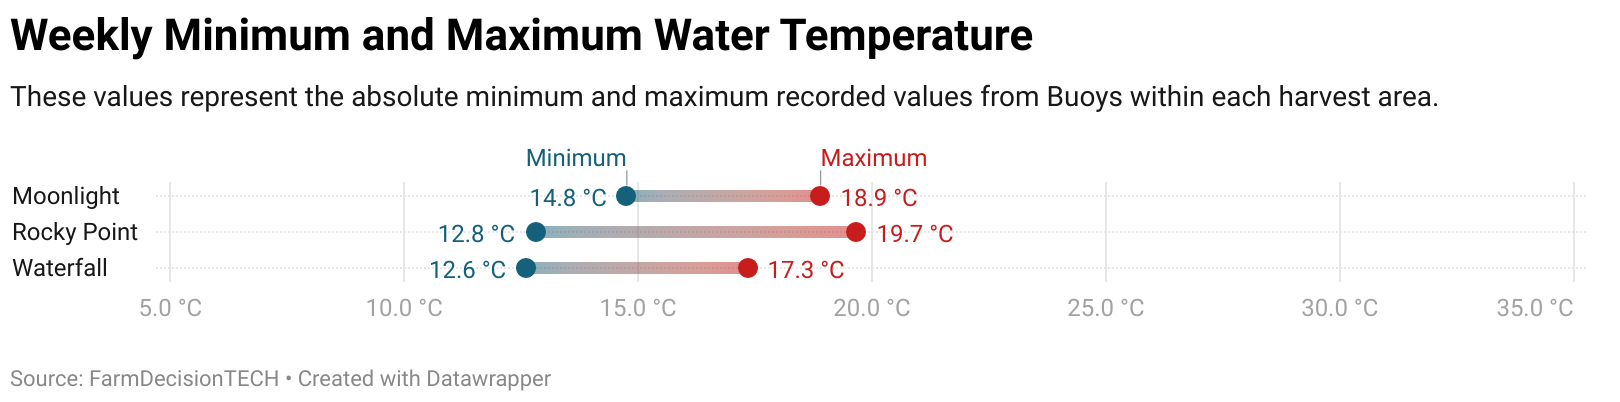 Weekly Minimum and Maximum Water Temperature
These values represent the absolute minimum and maximum recorded values from Buoys within each harvest area.
Minimum Maximum
Moonlight 14.8 °C 18.9 °C
Rocky Point 12.8 °C 19.7 °C
Waterfall 12.6 °C 17.3 °C
5.0 °C 10.0 °C 15.0 °C 20.0 °C 25.0 °C 30.0 °C 35.0 °C
Source: FarmDecisionTECH • Created with Datawrapper